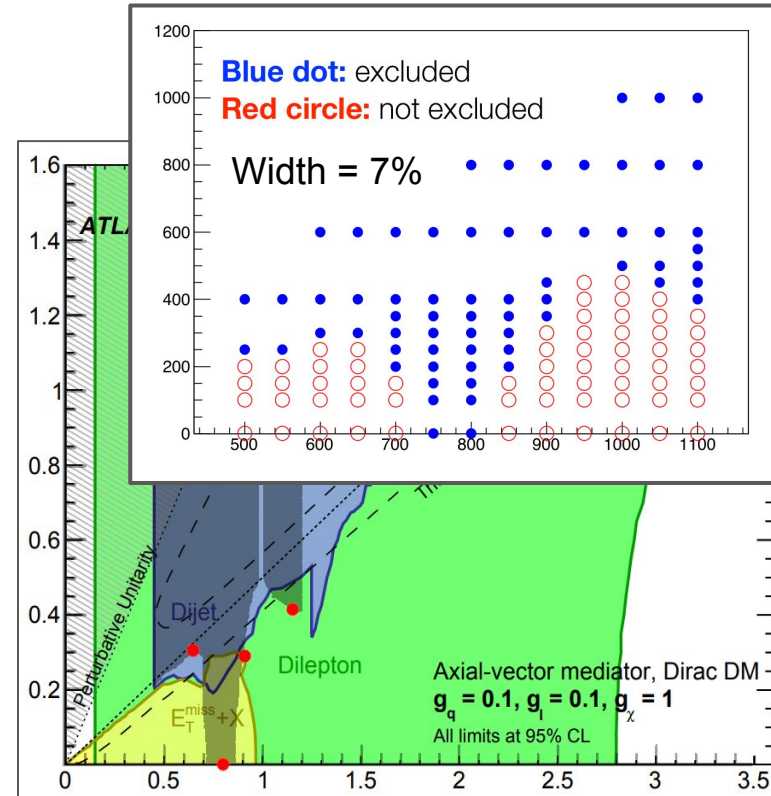 1200
Blue dot: excluded
Red circle: not excluded
1000
Width = 7%
800
600
400
200
0
500 600 700 800 900 1000 1100
1.6
1.4
1.2
1
0.8
0.6
0.4
0.2
0 0.5 1 1.5 2 2.5 3 3.5
Perturbative Unitarity
Dijet
Dilepton
E_T^miss+X
Axial-vector mediator, Dirac DM
g_q = 0.1, g_l = 0.1, g_χ = 1
All limits at 95% CL